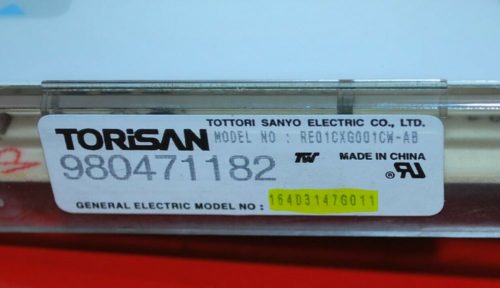 TOTTORI SANYO ELECTRIC CO., LTD.
TORiSAN MODEL NO : RE01CXG001CW-AB
980471182 MADE IN CHINA
GENERAL ELECTRIC MODEL NO : 164D3147G011